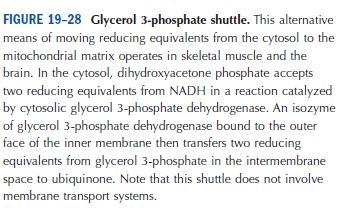 FIGURE 19–28 Glycerol 3-phosphate shuttle. This alternative
means of moving reducing equivalents from the cytosol to the
mitochondrial matrix operates in skeletal muscle and the
brain. In the cytosol, dihydroxyacetone phosphate accepts
two reducing equivalents from NADH in a reaction catalyzed
by cytosolic glycerol 3-phosphate dehydrogenase. An isozyme
of glycerol 3-phosphate dehydrogenase bound to the outer
face of the inner membrane then transfers two reducing
equivalents from glycerol 3-phosphate in the intermembrane
space to ubiquinone. Note that this shuttle does not involve
membrane transport systems.